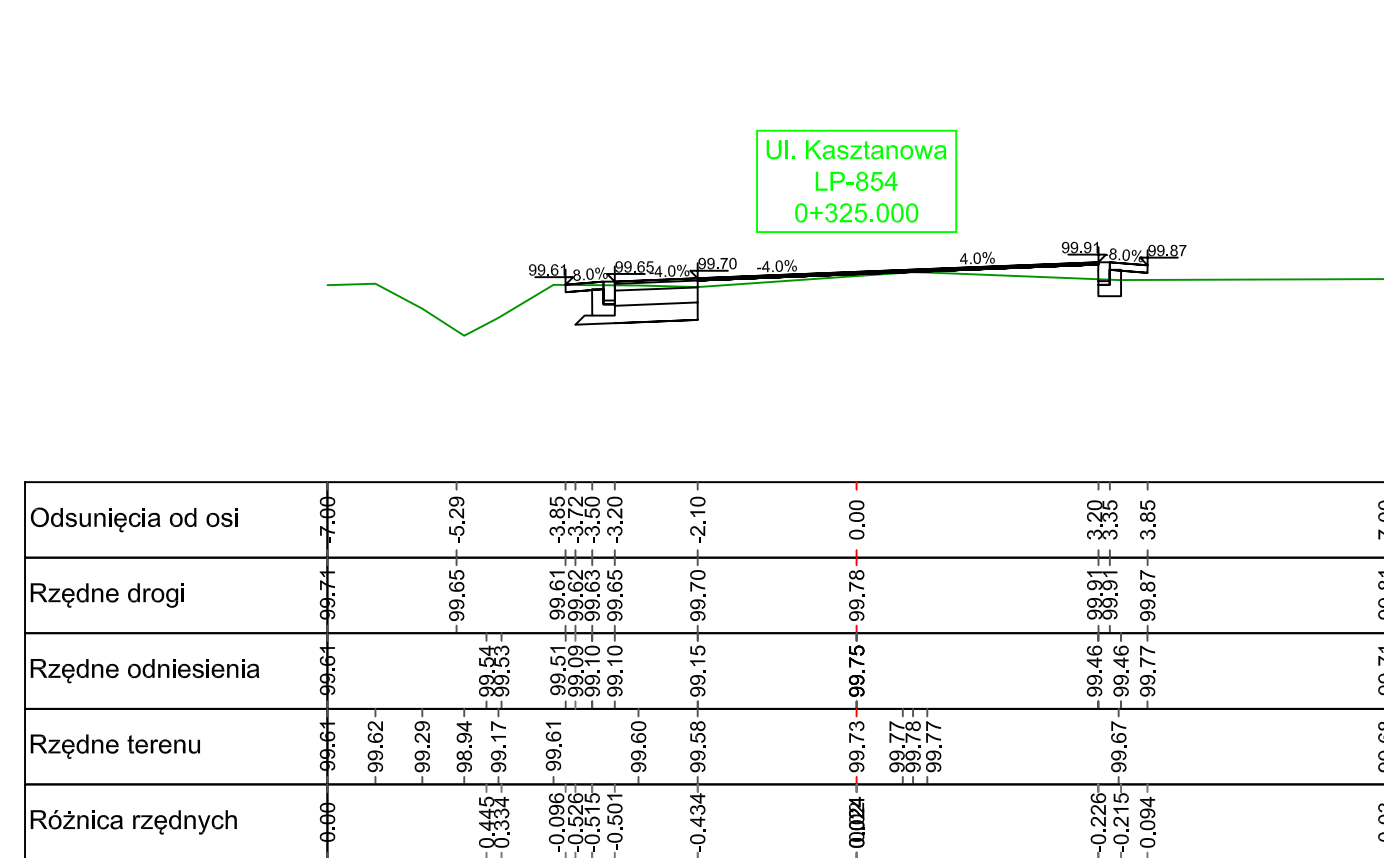 Ul. Kasztanowa
LP-854
0+325.000
99.61 8.0% 99.65 -4.0% 99.70 -4.0% 4.0% 99.91 -8.0% 99.87
Odsunięcia od osi -7.00 -5.29 -3.85 -3.72 -3.50 -3.20 -2.10 0.00 3.20 3.35 3.85
Rzędne drogi 99.71 99.65 99.61 99.62 99.63 99.65 99.70 99.78 99.91 99.91 99.87
Rzędne odniesienia 99.61 99.54 99.53 99.51 99.09 99.10 99.10 99.15 99.75 99.46 99.46 99.77
Rzędne terenu 99.61 99.62 99.29 98.94 99.17 99.61 99.60 99.58 99.73 99.77 99.78 99.77 99.67
Różnica rzędnych 0.00 0.445 0.334 -0.096 -0.526 -0.515 -0.501 -0.434 -0.226 -0.215 -0.094